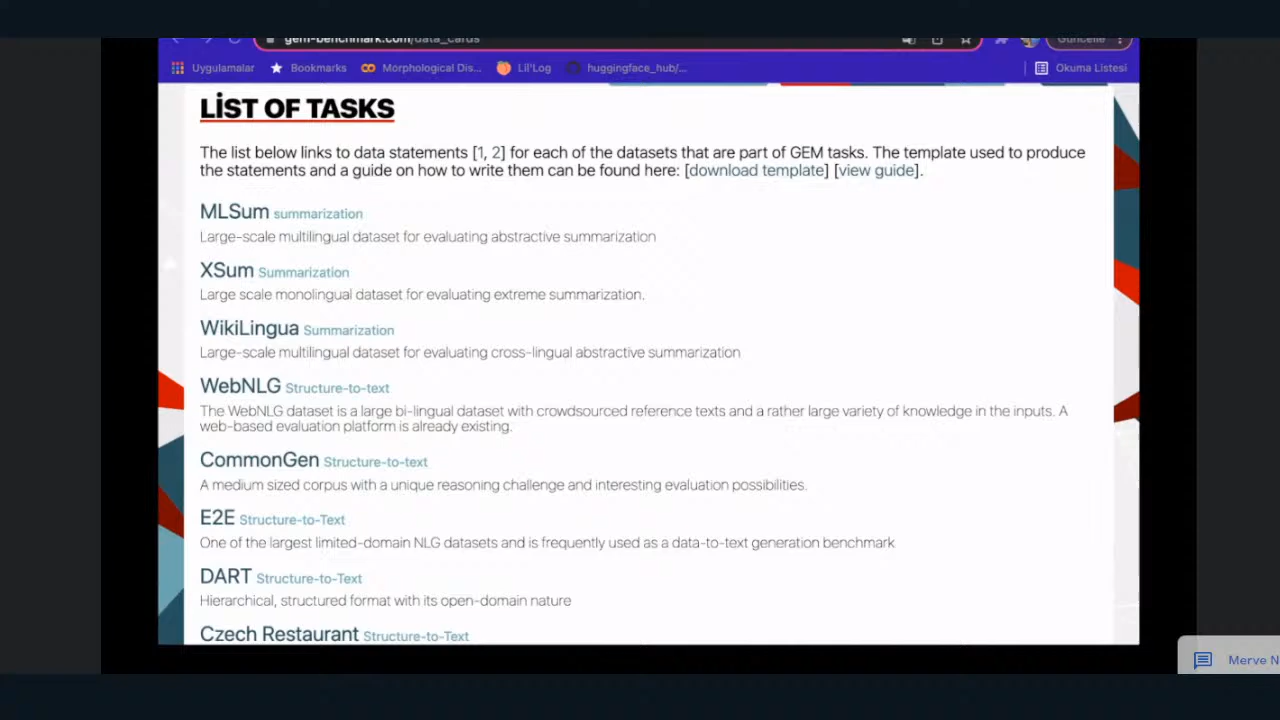 gem-benchmark.com/data_cards
Güncelle
Uygulamalar Bookmarks Morphological Dis... Lil'Log huggingface_hub/... Okuma Listesi
LİST OF TASKS
The list below links to data statements [1, 2] for each of the datasets that are part of GEM tasks. The template used to produce
the statements and a guide on how to write them can be found here: [download template] [view guide].
MLSum summarization
Large-scale multilingual dataset for evaluating abstractive summarization
XSum Summarization
Large scale monolingual dataset for evaluating extreme summarization.
WikiLingua Summarization
Large-scale multilingual dataset for evaluating cross-lingual abstractive summarization
WebNLG Structure-to-text
The WebNLG dataset is a large bi-lingual dataset with crowdsourced reference texts and a rather large variety of knowledge in the inputs. A
web-based evaluation platform is already existing.
CommonGen Structure-to-text
A medium sized corpus with a unique reasoning challenge and interesting evaluation possibilities.
E2E Structure-to-Text
One of the largest limited-domain NLG datasets and is frequently used as a data-to-text generation benchmark
DART Structure-to-Text
Hierarchical, structured format with its open-domain nature
Czech Restaurant Structure-to-Text
Merve N